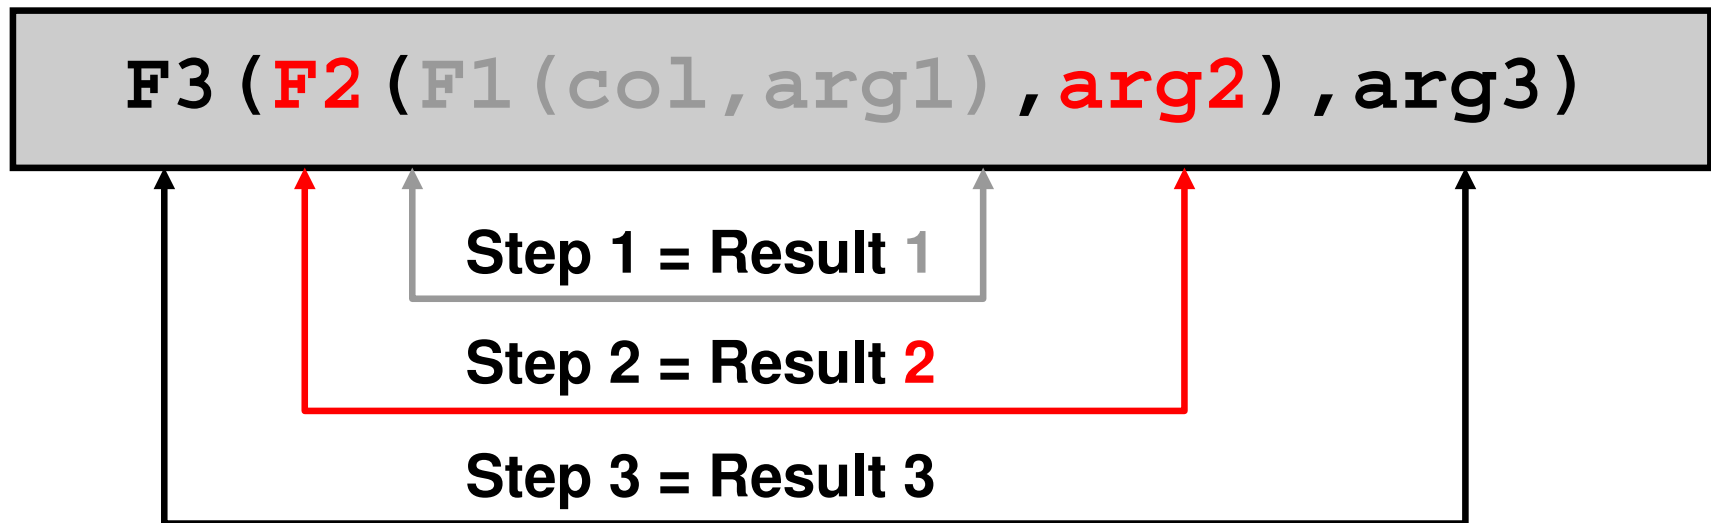 F3(F2(F1(col,arg1),arg2),arg3)
Step 1 = Result 1
Step 2 = Result 2
Step 3 = Result 3